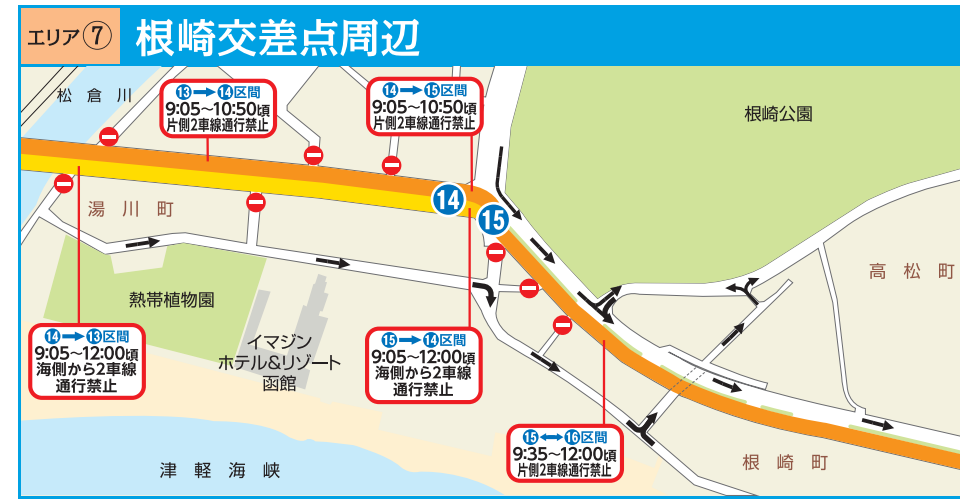 エリア⑦
根崎交差点周辺
松倉川
⑬→⑭区間
9:05～10:50頃
片側2車線通行禁止
⑭→⑮区間
9:05～10:50頃
片側2車線通行禁止
根崎公園
湯川町
14
15
高松町
熱帯植物園
イマジン
ホテル&リゾート
函館
⑭→⑬区間
9:05～12:00頃
海側から2車線
通行禁止
⑮→⑭区間
9:05～12:00頃
海側から2車線
通行禁止
⑮↔⑯区間
9:35～12:00頃
片側2車線通行禁止
津軽海峡
根崎町